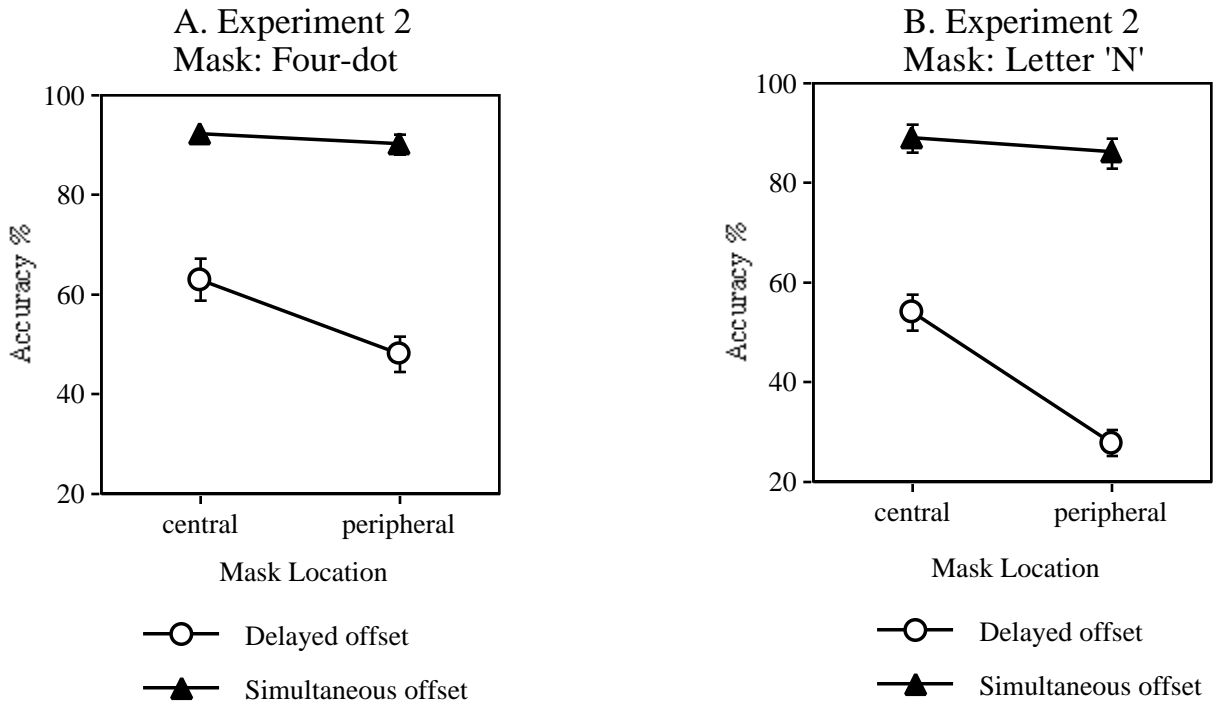 A. Experiment 2
Mask: Four-dot
100
80
60
40
20
Accuracy %
central peripheral
Mask Location
Delayed offset
Simultaneous offset
B. Experiment 2
Mask: Letter 'N'
100
80
60
40
20
Accuracy %
central peripheral
Mask Location
Delayed offset
Simultaneous offset